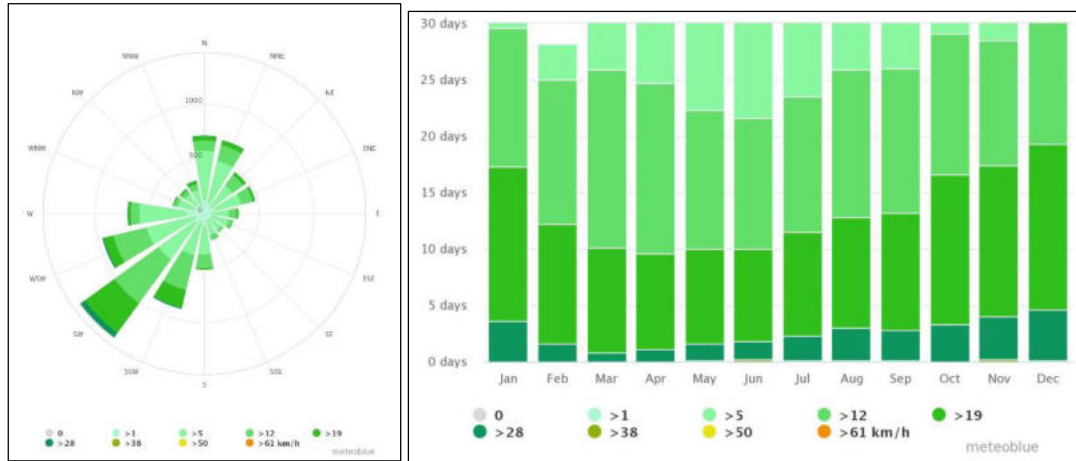 N
NNW
NNE
NW
NE
1000
WNW
ENE
500
0
W
E
WSW
ESE
SW
SE
SSW
SSE
S
0 >1 >5 >12 >19
>28 >38 >50 >61 km/h
meteoblue
30 days
25 days
20 days
15 days
10 days
5 days
0 days
Jan Feb Mar Apr May Jun Jul Aug Sep Oct Nov Dec
0 >1 >5 >12 >19
>28 >38 >50 >61 km/h
meteoblue